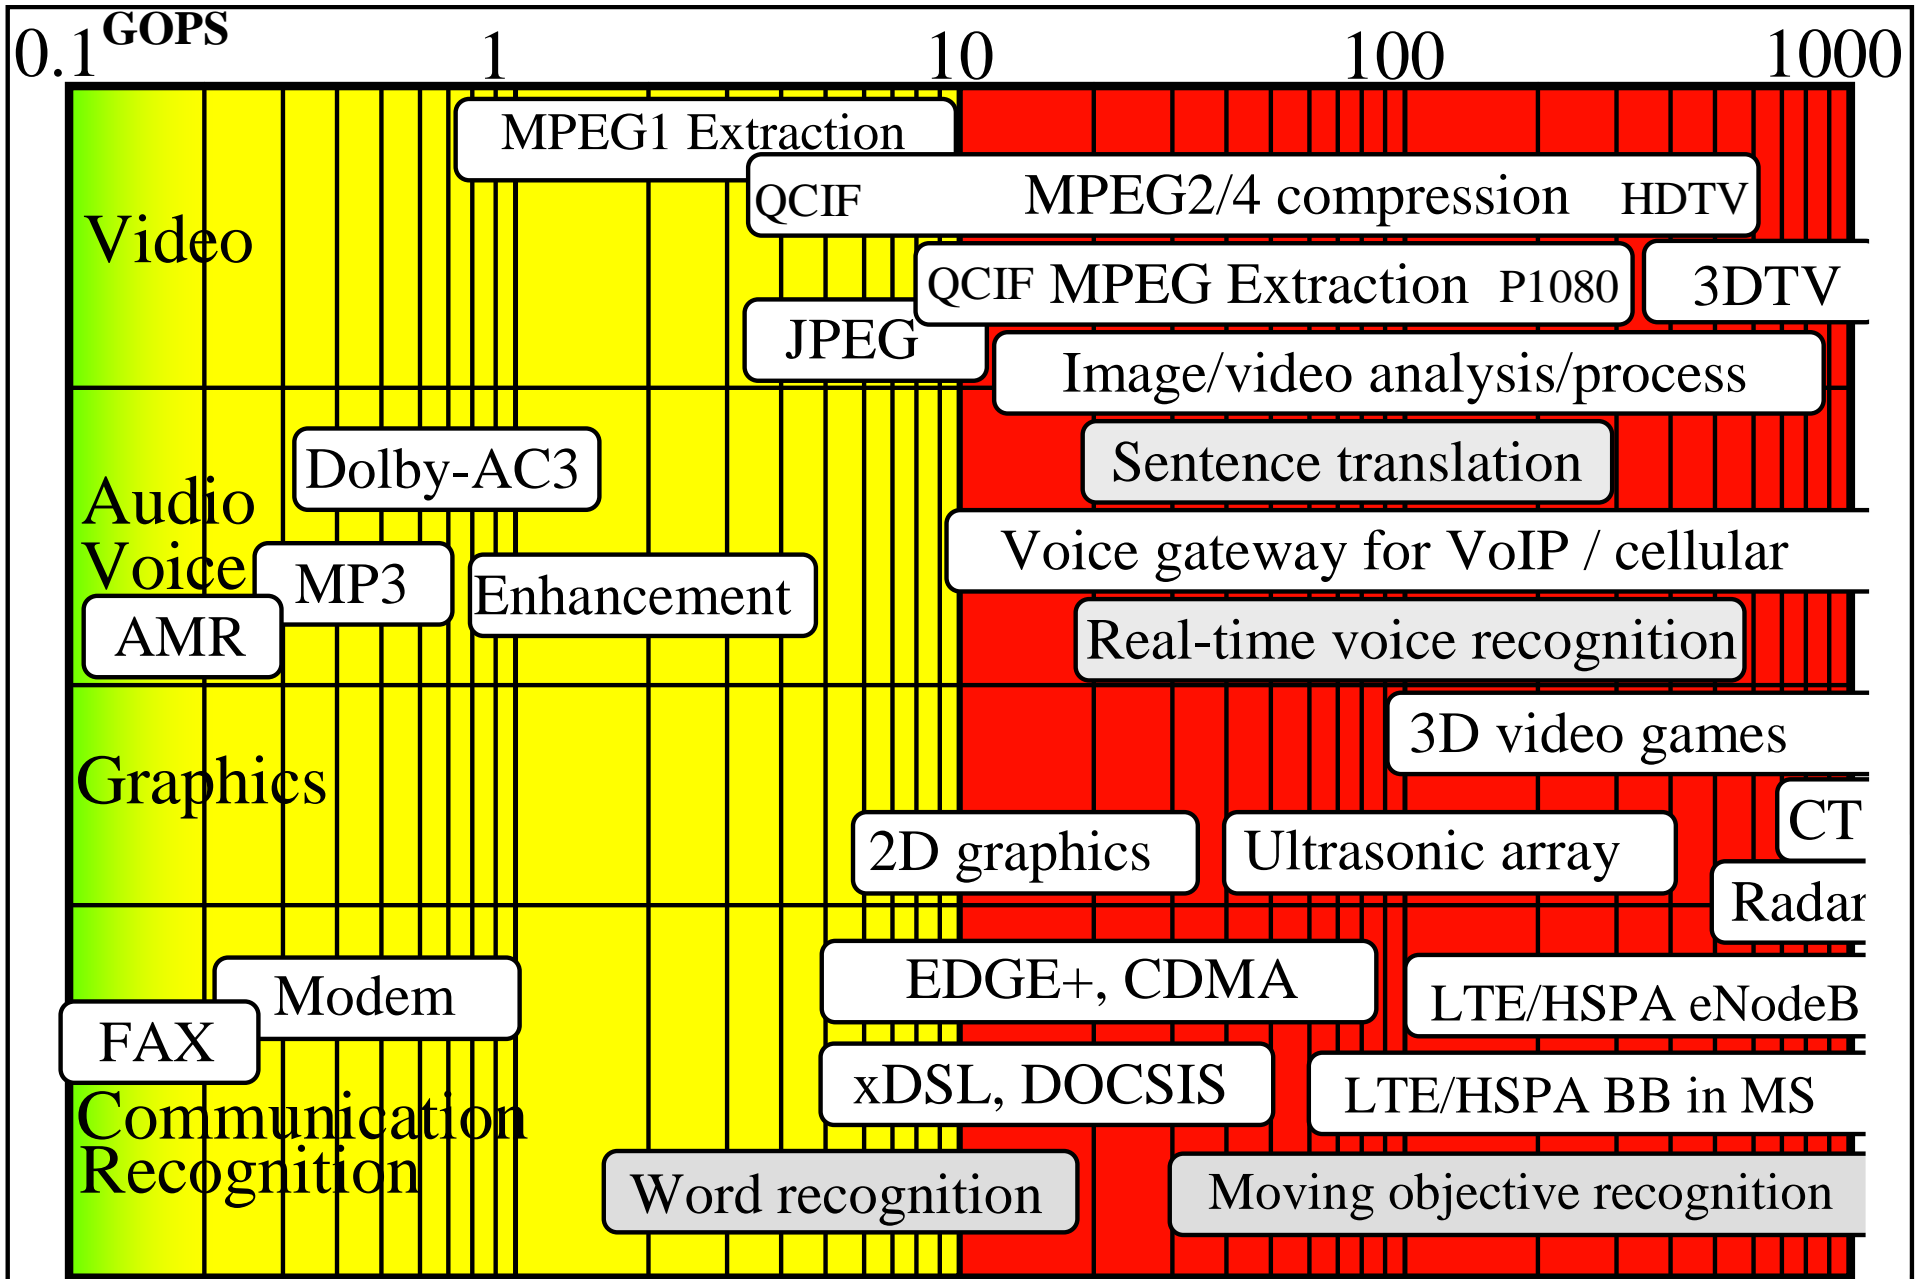 0.1 GOPS 1 10 100 1000
MPEG1 Extraction
QCIF MPEG2/4 compression HDTV
Video
QCIF MPEG Extraction P1080 3DTV
JPEG
Image/video analysis/process
Dolby-AC3 Sentence translation
Audio
Voice
Voice gateway for VoIP / cellular
MP3 Enhancement
AMR Real-time voice recognition
3D video games
Graphics
CT
2D graphics Ultrasonic array
Radar
EDGE+, CDMA
Modem LTE/HSPA eNodeB
FAX
xDSL, DOCSIS LTE/HSPA BB in MS
Communication
Recognition
Word recognition Moving objective recognition